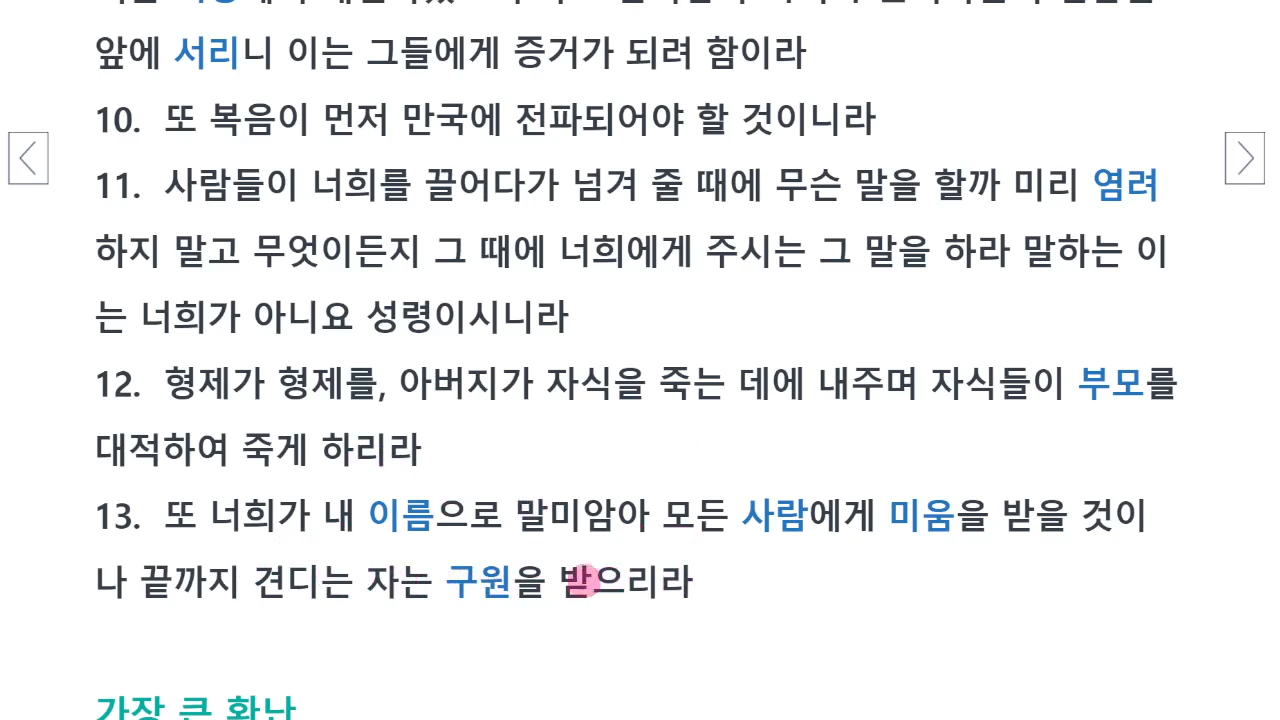 앞에 서리니 이는 그들에게 증거가 되려 함이라
10. 또 복음이 먼저 만국에 전파되어야 할 것이니라
11. 사람들이 너희를 끌어다가 넘겨 줄 때에 무슨 말을 할까 미리 염려
하지 말고 무엇이든지 그 때에 너희에게 주시는 그 말을 하라 말하는 이
는 너희가 아니요 성령이시니라
12. 형제가 형제를, 아버지가 자식을 죽는 데에 내주며 자식들이 부모를
대적하여 죽게 하리라
13. 또 너희가 내 이름으로 말미암아 모든 사람에게 미움을 받을 것이
나 끝까지 견디는 자는 구원을 받으리라
가장 큰 환난